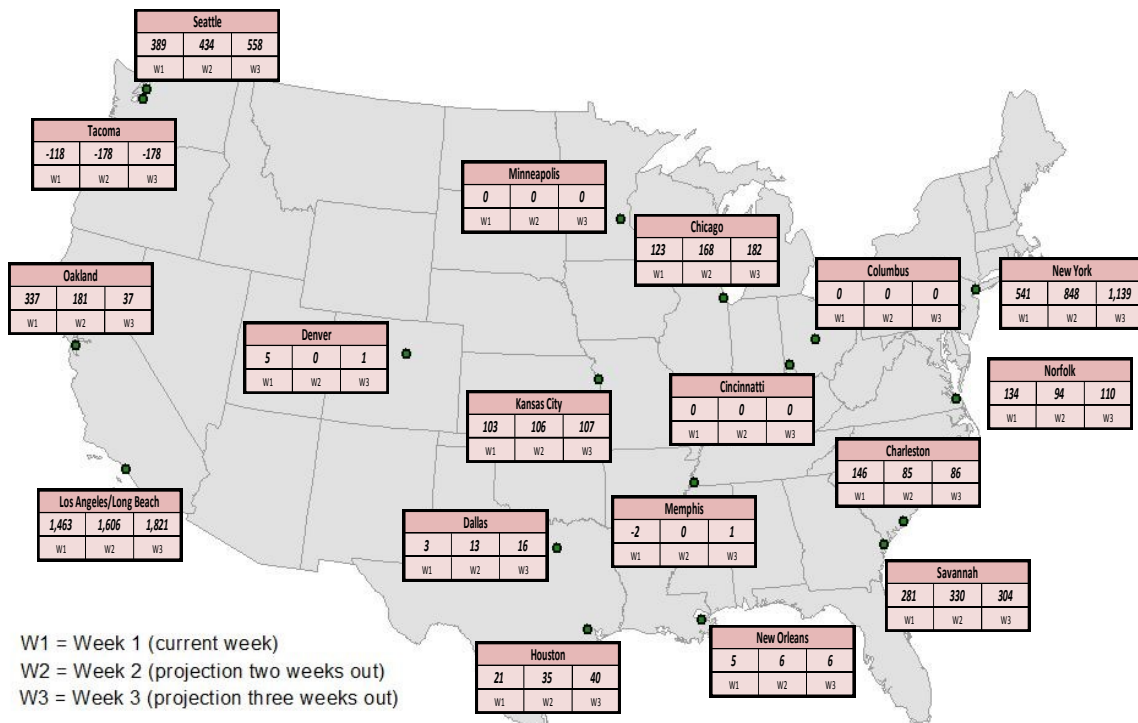 Seattle
389 434 558
W1 W2 W3
Tacoma
-118 -178 -178
W1 W2 W3
Minneapolis
0 0 0
W1 W2 W3
Chicago
123 168 182
W1 W2 W3
Oakland
337 181 37
W1 W2 W3
Columbus
0 0 0
W1 W2 W3
New York
541 848 1,139
W1 W2 W3
Denver
5 0 1
W1 W2 W3
Cincinnatti
0 0 0
W1 W2 W3
Norfolk
134 94 110
W1 W2 W3
Kansas City
103 106 107
W1 W2 W3
Charleston
146 85 86
W1 W2 W3
Los Angeles/Long Beach
1,463 1,606 1,821
W1 W2 W3
Dallas
3 13 16
W1 W2 W3
Memphis
-2 0 1
W1 W2 W3
Savannah
281 330 304
W1 W2 W3
New Orleans
5 6 6
W1 W2 W3
Houston
21 35 40
W1 W2 W3
W1 = Week 1 (current week)
W2 = Week 2 (projection two weeks out)
W3 = Week 3 (projection three weeks out)